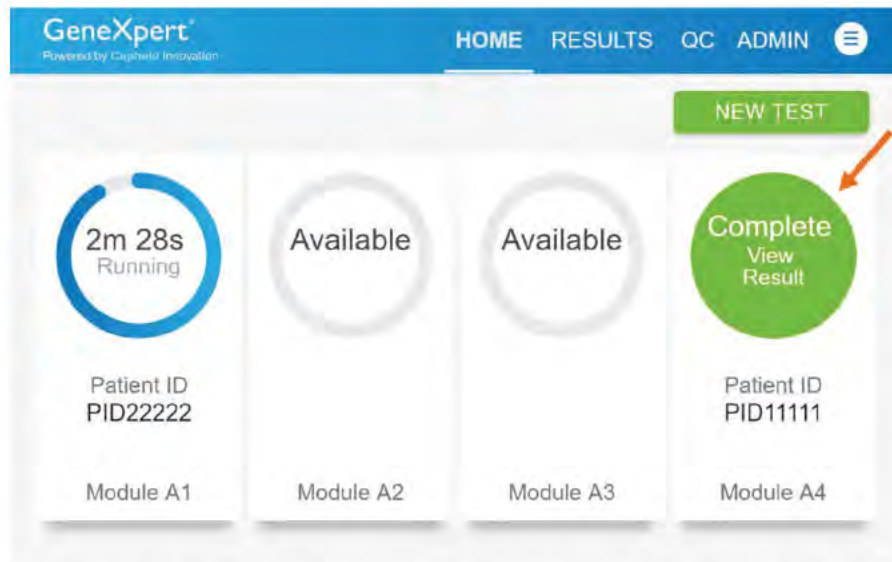 GeneXpert®
Powered by Cepheid Innovation
HOME RESULTS QC ADMIN
NEW TEST
2m 28s
Running
Patient ID
PID22222
Module A1
Available
Module A2
Available
Module A3
Complete
View
Result
Patient ID
PID11111
Module A4